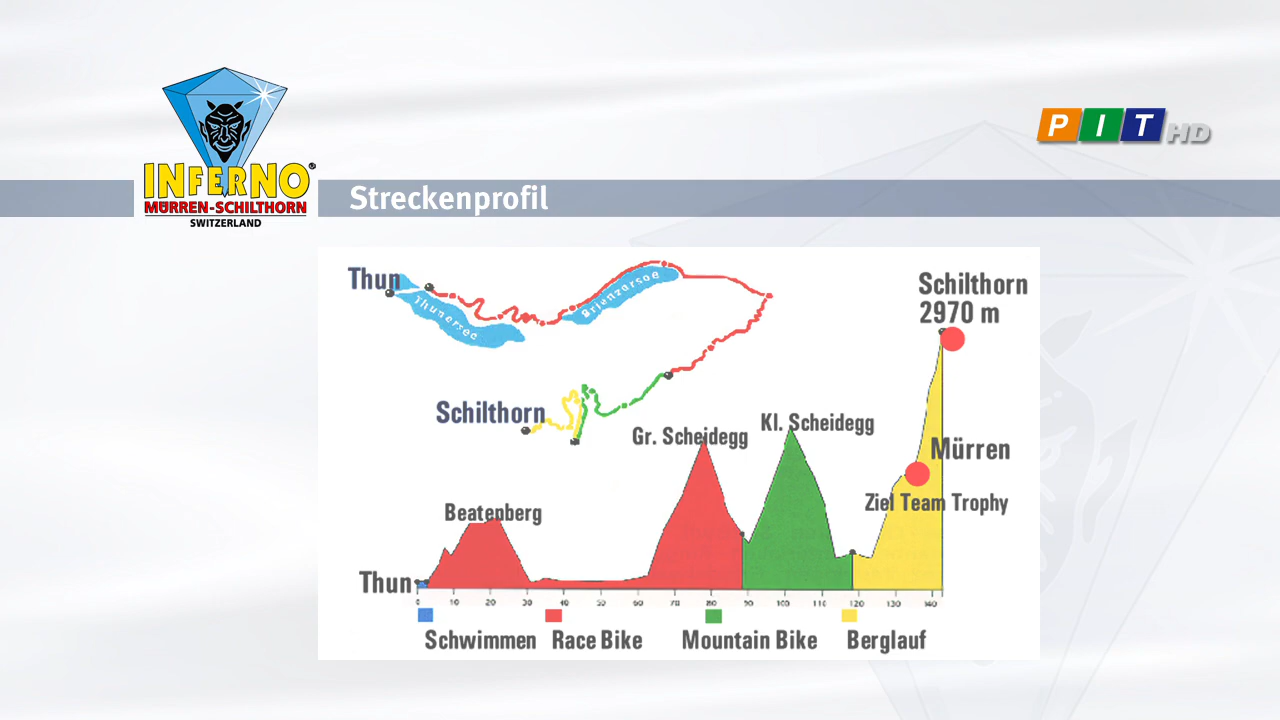 INFERNO®
MÜRREN-SCHILTHORN
SWITZERLAND
PIT HD
Streckenprofil
Thun
Thunersee
Brienzersee
Schilthorn
2970 m
Schilthorn
Gr. Scheidegg
Kl. Scheidegg
Mürren
Ziel Team Trophy
Beatenberg
Thun
0 10 20 30 40 50 60 70 80 90 100 110 120 130 140
Schwimmen Race Bike Mountain Bike Berglauf